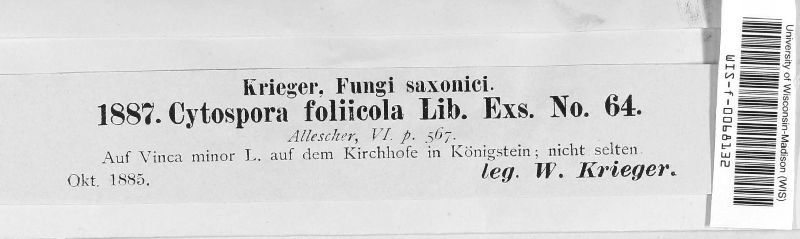 Krieger, Fungi saxonici.
1887. Cytospora foliicola Lib. Exs. No. 64.
Allescher, VI. p. 567.
Auf Vinca minor L. auf dem Kirchhofe in Königstein; nicht selten.
Okt. 1885. leg. W. Krieger.
University of Wisconsin-Madison (WIS)
WIS-f-0068132